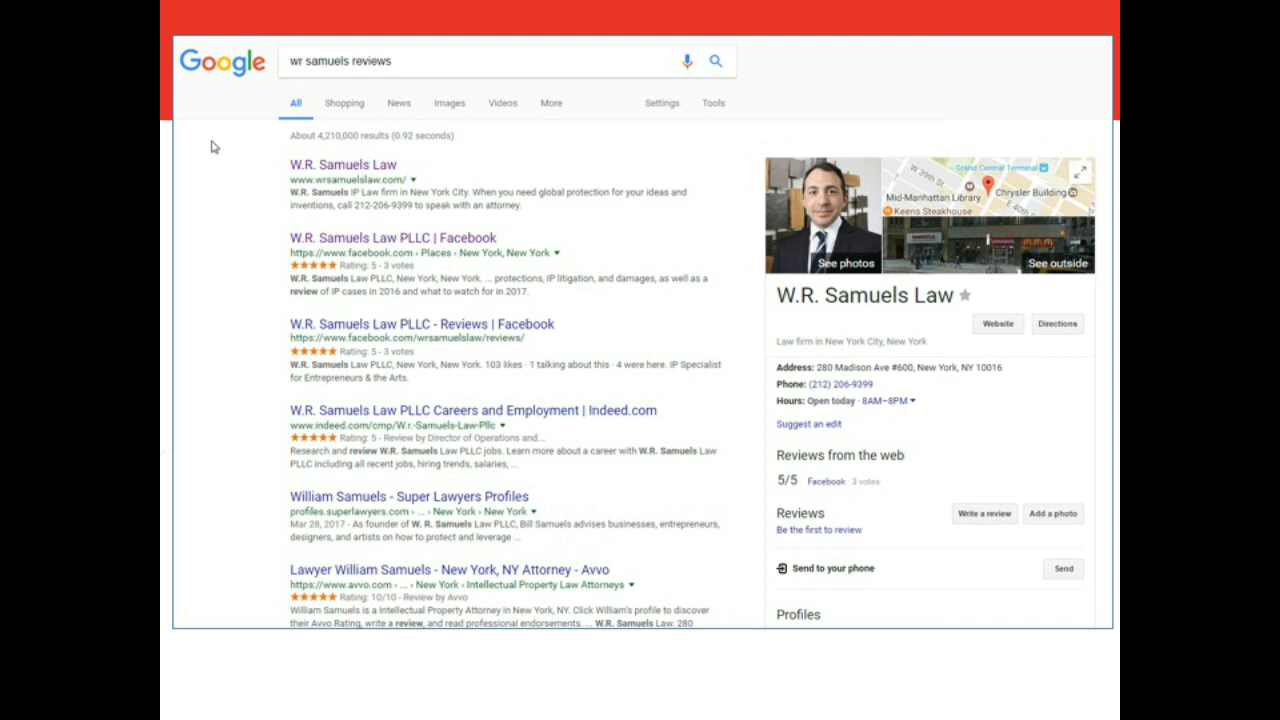 Google
wr samuels reviews
All Shopping News Images Videos More Settings Tools
About 4,210,000 results (0.92 seconds)
W.R. Samuels Law
www.wrsamuelslaw.com/
W.R. Samuels IP Law firm in New York City. When you need global protection for your ideas and
inventions, call 212-206-9399 to speak with an attorney.
W.R. Samuels Law PLLC | Facebook
https://www.facebook.com › Places › New York, New York
Rating: 5 - 3 votes
W.R. Samuels Law PLLC, New York, New York. ... protections, IP litigation, and damages, as well as a
review of IP cases in 2016 and what to watch for in 2017.
W.R. Samuels Law PLLC - Reviews | Facebook
https://www.facebook.com/wrsamuelslaw/reviews/
Rating: 5 - 3 votes
W.R. Samuels Law PLLC, New York, New York. 103 likes · 1 talking about this · 4 were here. IP Specialist
for Entrepreneurs & the Arts.
W.R. Samuels Law PLLC Careers and Employment | Indeed.com
www.indeed.com/cmp/W.r.-Samuels-Law-Pllc
Rating: 5 - Review by Director of Operations and...
Research and review W.R. Samuels Law PLLC jobs. Learn more about a career with W.R. Samuels Law
PLLC including all recent jobs, hiring trends, salaries, ...
William Samuels - Super Lawyers Profiles
profiles.superlawyers.com › ... › New York › New York
Mar 28, 2017 - As founder of W. R. Samuels Law PLLC, Bill Samuels advises businesses, entrepreneurs,
designers, and artists on how to protect and leverage ...
Lawyer William Samuels - New York, NY Attorney - Avvo
https://www.avvo.com › ... › New York › Intellectual Property Law Attorneys
Rating: 10/10 - Review by Avvo
William Samuels is a Intellectual Property Attorney in New York, NY. Click William's profile to discover
their Avvo Rating, write a review, and read professional endorsements. ... W.R. Samuels Law. 280
Grand Central Terminal
W 39th St
Mid-Manhattan Library
Chrysler Building
Keens Steakhouse
E 40th St
See photos
See outside
W.R. Samuels Law
Website Directions
Law firm in New York City, New York
Address: 280 Madison Ave #600, New York, NY 10016
Phone: (212) 206-9399
Hours: Open today · 8AM–8PM
Suggest an edit
Reviews from the web
5/5 Facebook · 3 votes
Reviews Write a review Add a photo
Be the first to review
Send to your phone Send
Profiles